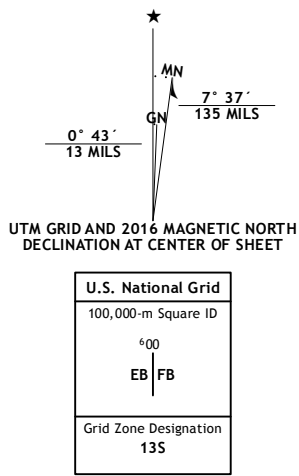 ★
MN
GN
7° 37´
135 MILS
0° 43´
13 MILS
UTM GRID AND 2016 MAGNETIC NORTH
DECLINATION AT CENTER OF SHEET
U.S. National Grid
100,000-m Square ID
⁶00
EB FB
Grid Zone Designation
13S